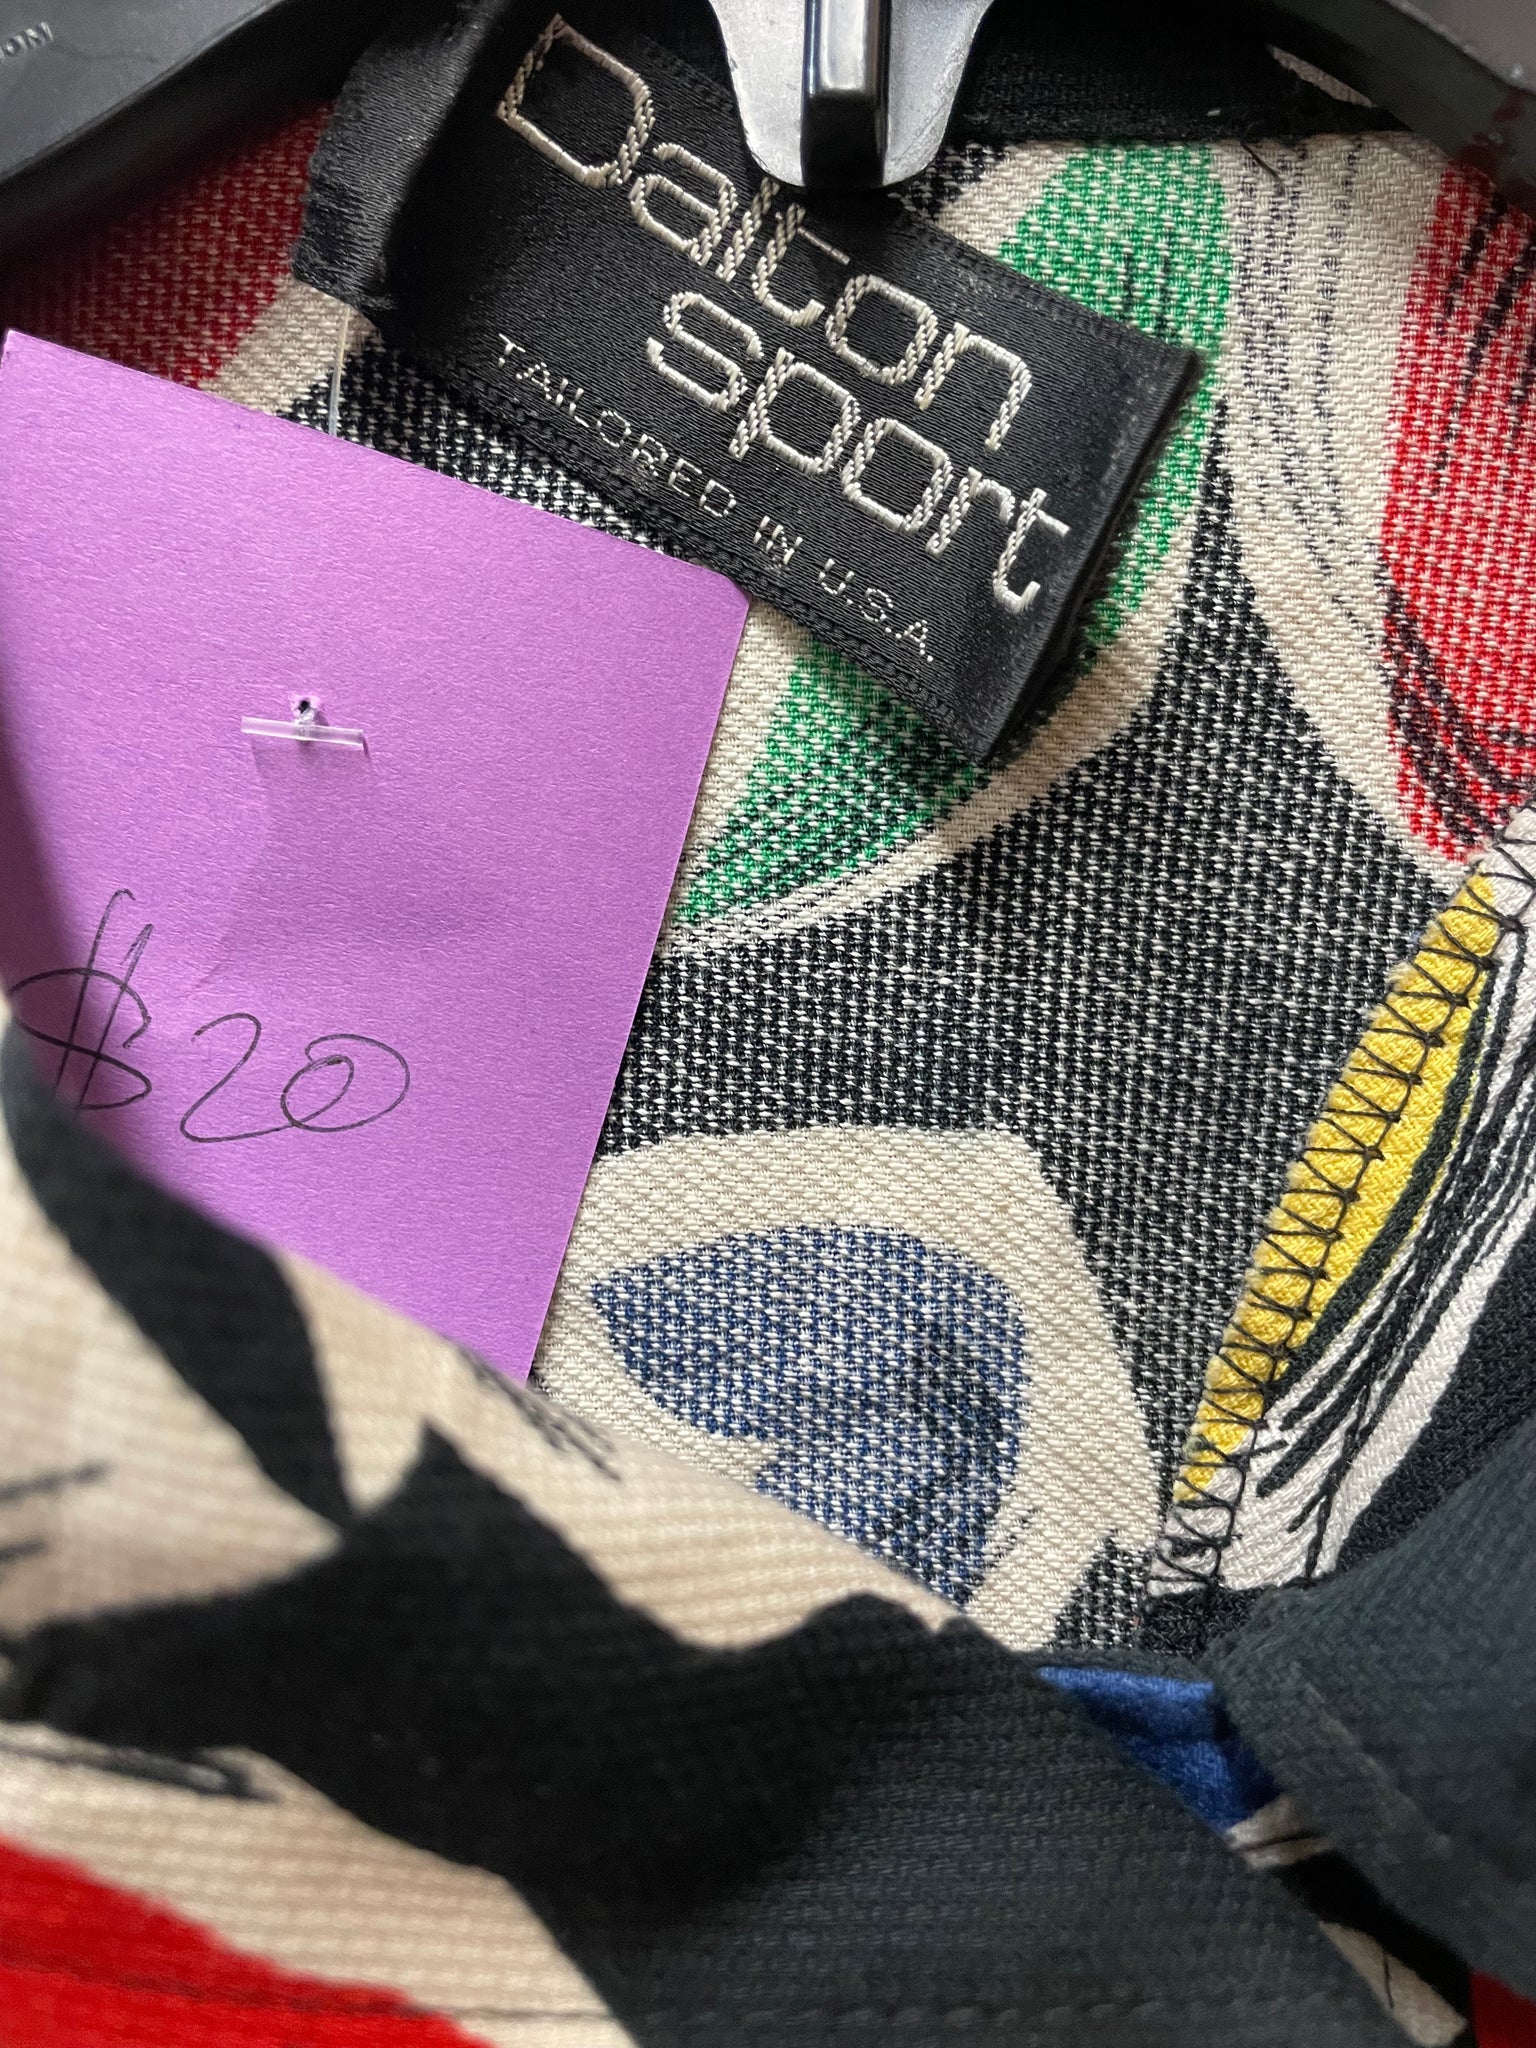 Dalton
sport
TAILORED IN U.S.A.
$20